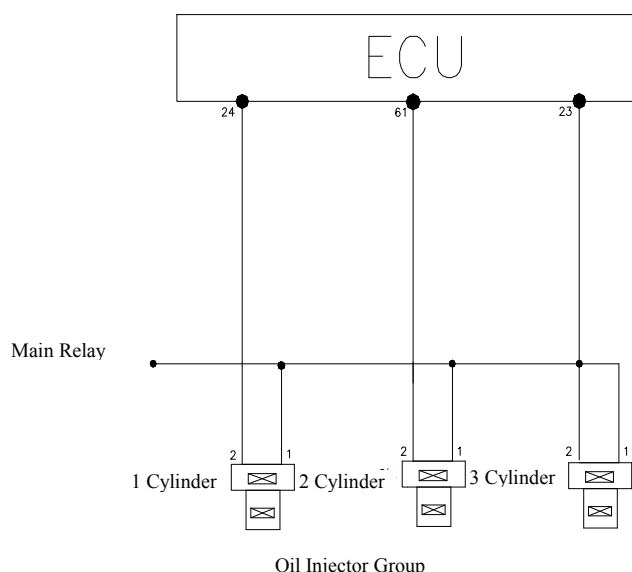 ECU
24 61 23
Main Relay
2 1 2 1 2 1
1 Cylinder 2 Cylinder 3 Cylinder
Oil Injector Group